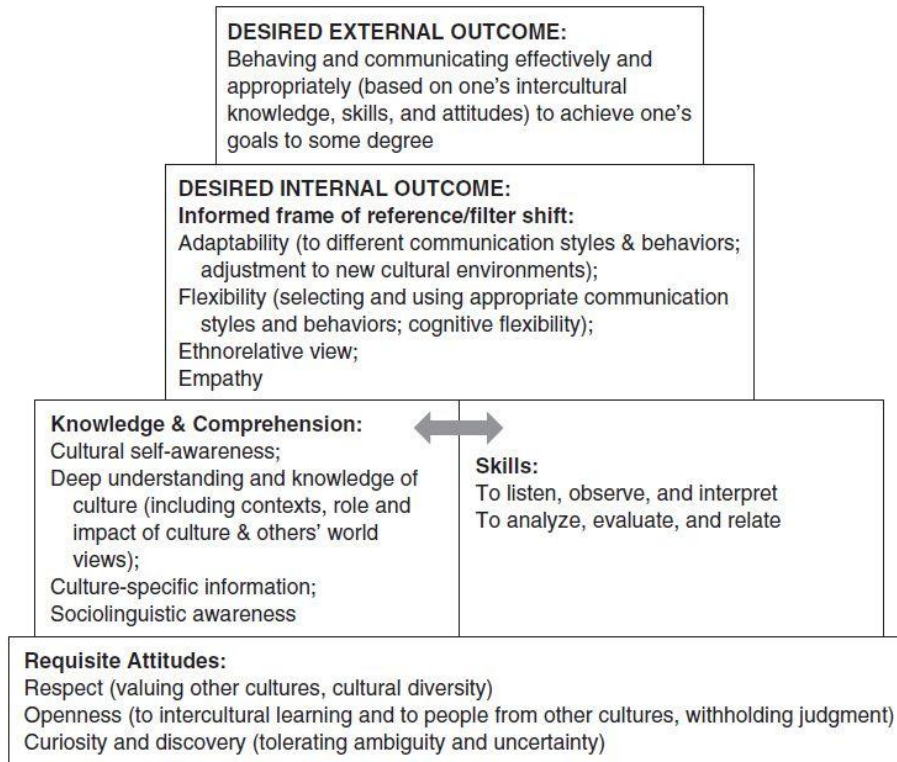 DESIRED EXTERNAL OUTCOME:
Behaving and communicating effectively and
appropriately (based on one's intercultural
knowledge, skills, and attitudes) to achieve one's
goals to some degree
DESIRED INTERNAL OUTCOME:
Informed frame of reference/filter shift:
Adaptability (to different communication styles & behaviors;
adjustment to new cultural environments);
Flexibility (selecting and using appropriate communication
styles and behaviors; cognitive flexibility);
Ethnorelative view;
Empathy
Knowledge & Comprehension:
Cultural self-awareness;
Deep understanding and knowledge of
culture (including contexts, role and
impact of culture & others' world
views);
Culture-specific information;
Sociolinguistic awareness
Skills:
To listen, observe, and interpret
To analyze, evaluate, and relate
Requisite Attitudes:
Respect (valuing other cultures, cultural diversity)
Openness (to intercultural learning and to people from other cultures, withholding judgment)
Curiosity and discovery (tolerating ambiguity and uncertainty)